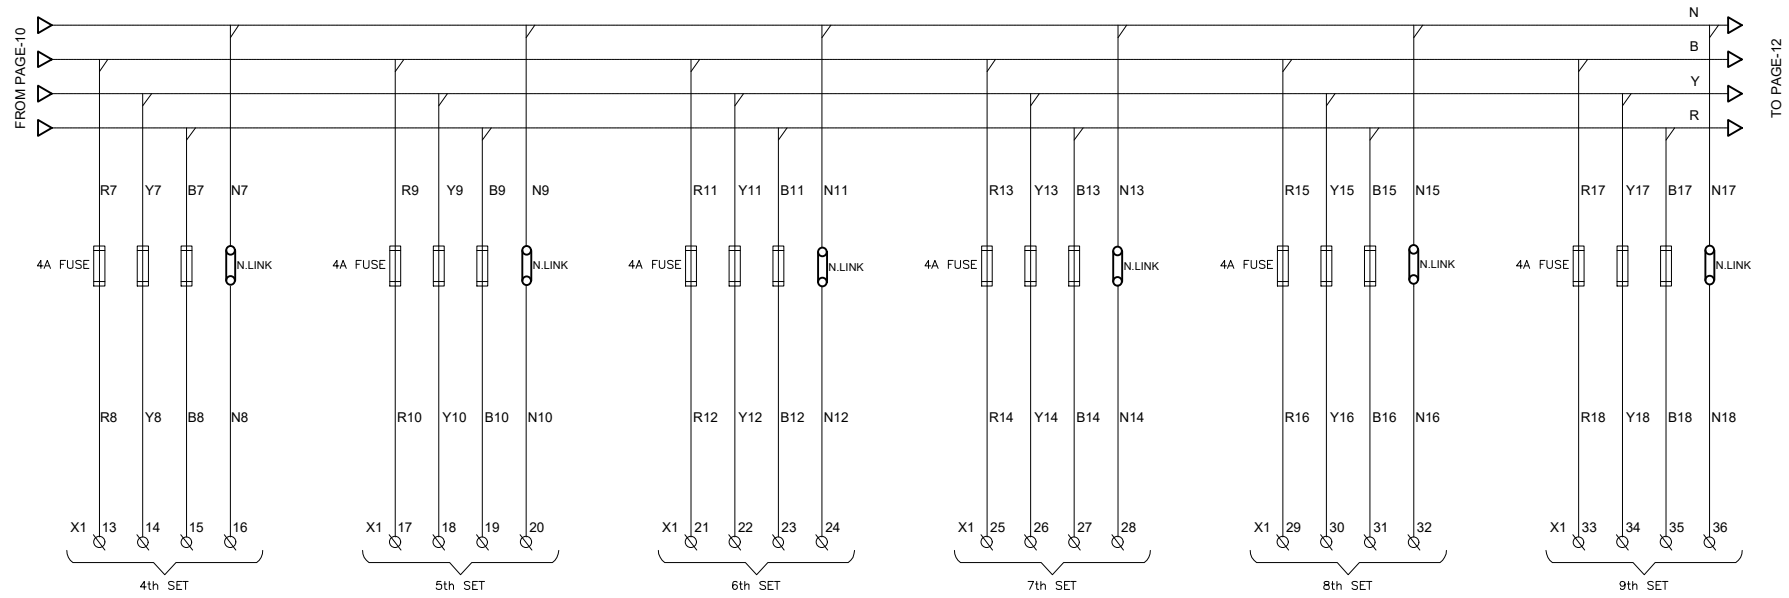 N
B
Y
R
FROM PAGE-10
TO PAGE-12
R7 Y7 B7 N7 R9 Y9 B9 N9 R11 Y11 B11 N11 R13 Y13 B13 N13 R15 Y15 B15 N15 R17 Y17 B17 N17
4A FUSE N.LINK 4A FUSE N.LINK 4A FUSE N.LINK 4A FUSE N.LINK 4A FUSE N.LINK 4A FUSE N.LINK
R8 Y8 B8 N8 R10 Y10 B10 N10 R12 Y12 B12 N12 R14 Y14 B14 N14 R16 Y16 B16 N16 R18 Y18 B18 N18
X1 13 14 15 16 X1 17 18 19 20 X1 21 22 23 24 X1 25 26 27 28 X1 29 30 31 32 X1 33 34 35 36
4th SET 5th SET 6th SET 7th SET 8th SET 9th SET